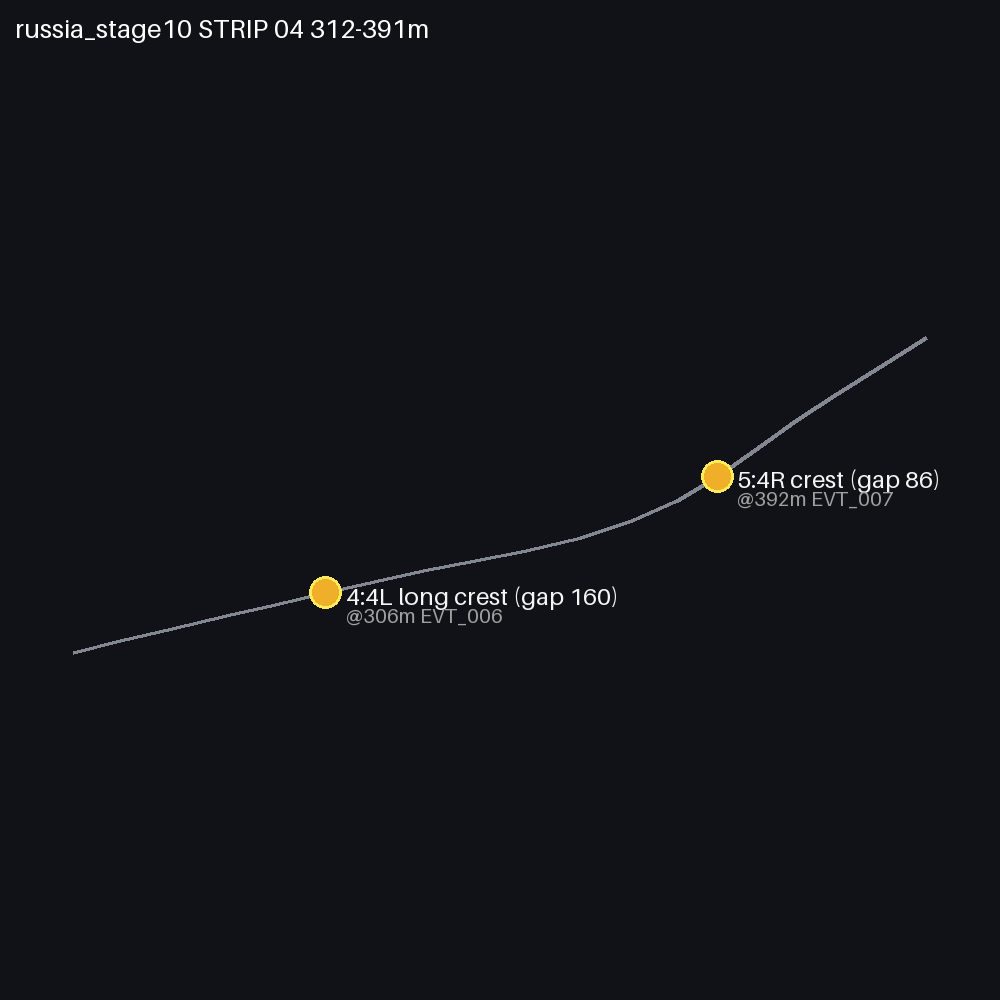 russia_stage10 STRIP 04 312-391m
5:4R crest (gap 86)
@392m EVT_007
4:4L long crest (gap 160)
@306m EVT_006